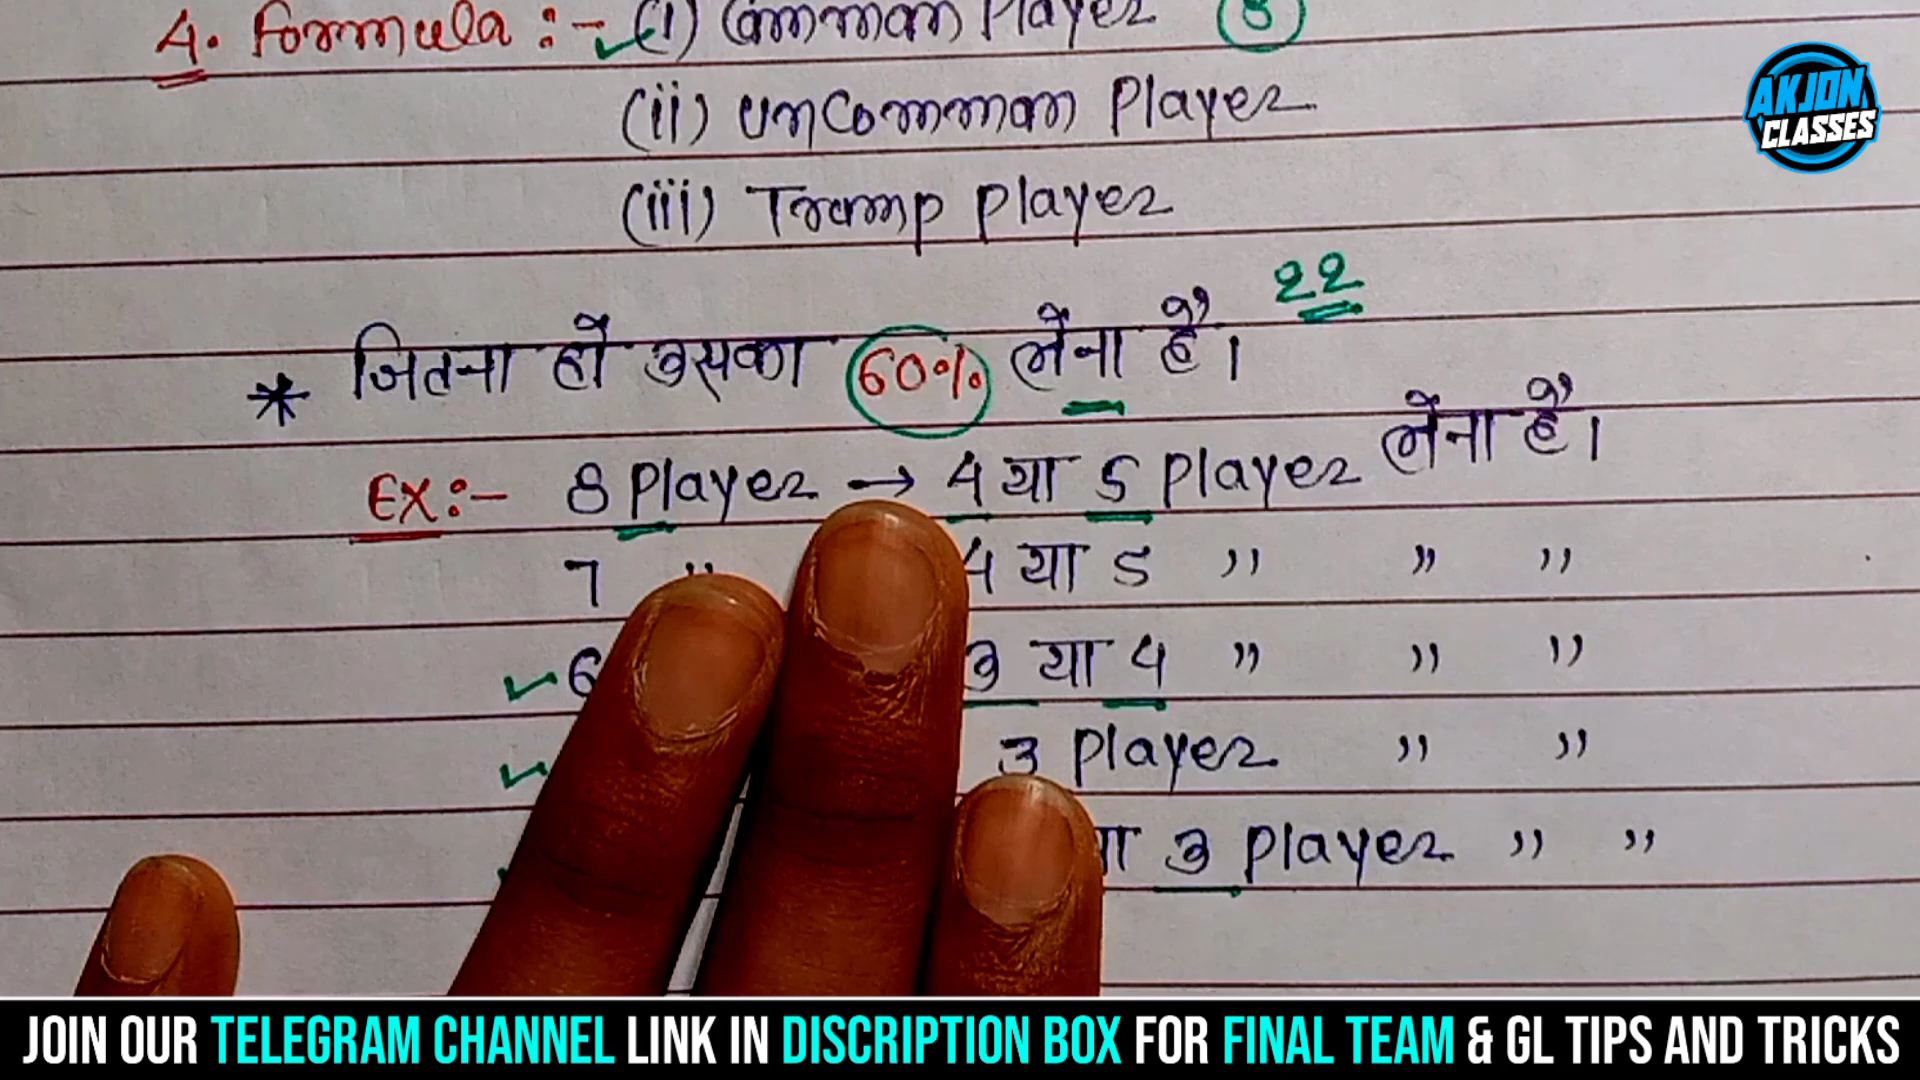 4. Formula :- (i) Common Player 8
AKJON
CLASSES
(ii) UnCommon Player
(iii) Trump Player
22
* जितना हो उसका 60% लेना है।
Ex:- 8 Player → 4 या 5 Player लेना है।
7 " 4 या 5 " " "
6 3 या 4 " " "
3 Player " "
3 Player " "
JOIN OUR TELEGRAM CHANNEL LINK IN DISCRIPTION BOX FOR FINAL TEAM & GL TIPS AND TRICKS